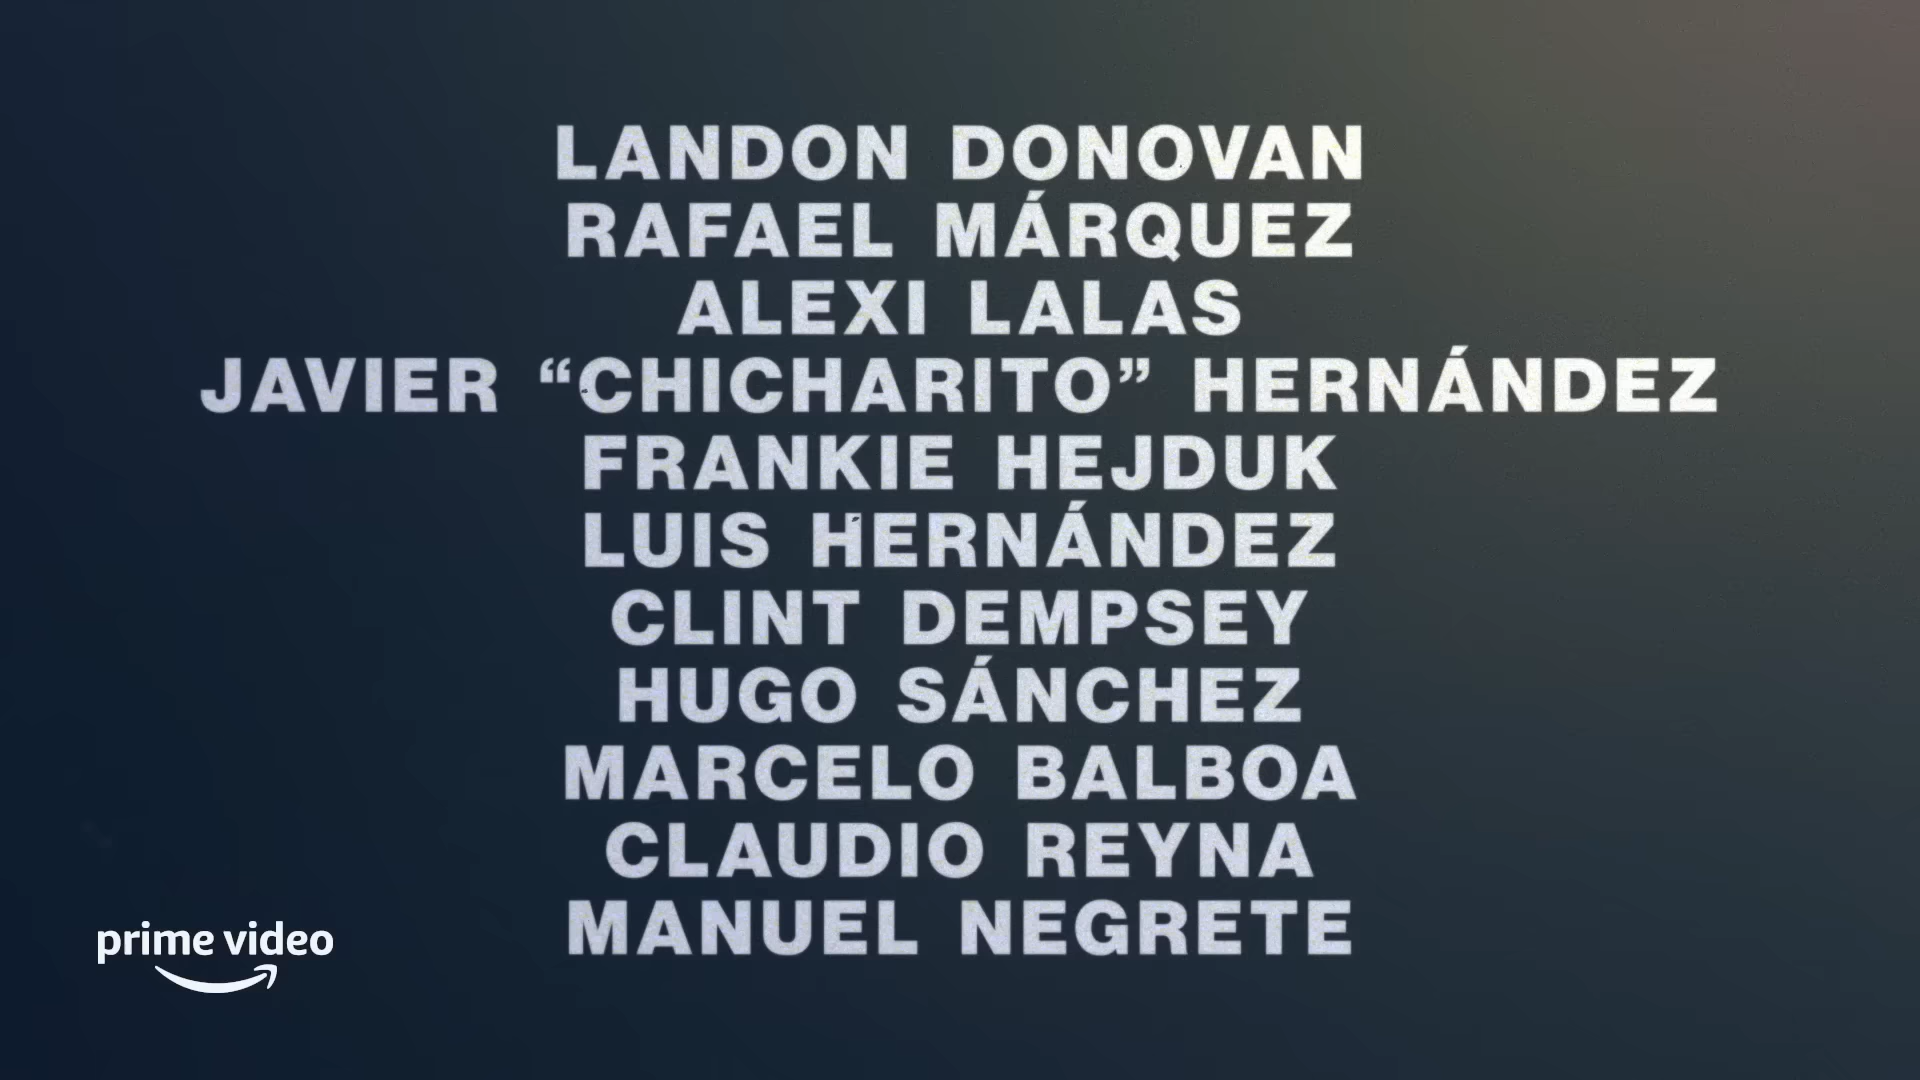 LANDON DONOVAN
RAFAEL MÁRQUEZ
ALEXI LALAS
JAVIER “CHICHARITO” HERNÁNDEZ
FRANKIE HEJDUK
LUIS HERNÁNDEZ
CLINT DEMPSEY
HUGO SÁNCHEZ
MARCELO BALBOA
CLAUDIO REYNA
MANUEL NEGRETE
prime video